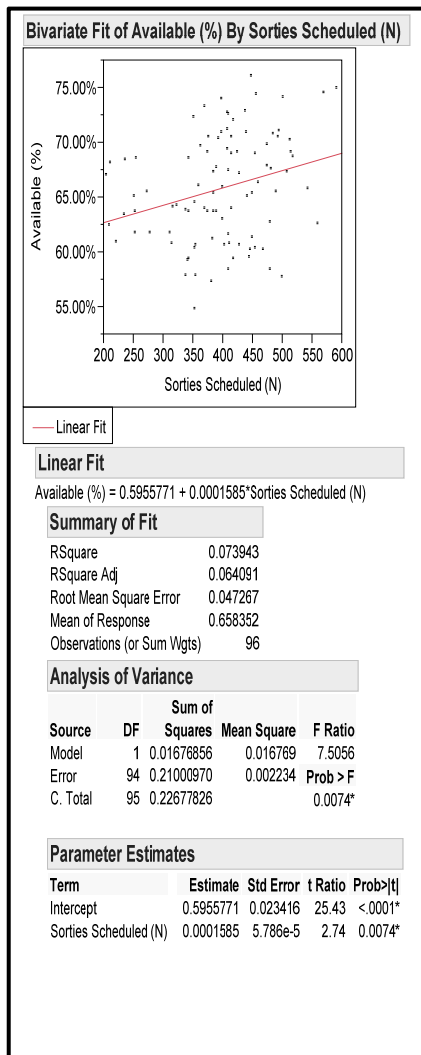 Bivariate Fit of Available (%) By Sorties Scheduled (N)
Available (%)
75.00%
70.00%
65.00%
60.00%
55.00%
200 250 300 350 400 450 500 550 600
Sorties Scheduled (N)
Linear Fit
Linear Fit
Available (%) = 0.5955771 + 0.0001585*Sorties Scheduled (N)
Summary of Fit
RSquare 0.073943
RSquare Adj 0.064091
Root Mean Square Error 0.047267
Mean of Response 0.658352
Observations (or Sum Wgts) 96
Analysis of Variance
Sum of
Source DF Squares Mean Square F Ratio
Model 1 0.01676856 0.016769 7.5056
Error 94 0.21000970 0.002234 Prob > F
C. Total 95 0.22677826 0.0074*
Parameter Estimates
Term Estimate Std Error t Ratio Prob>|t|
Intercept 0.5955771 0.023416 25.43 <.0001*
Sorties Scheduled (N) 0.0001585 5.786e-5 2.74 0.0074*